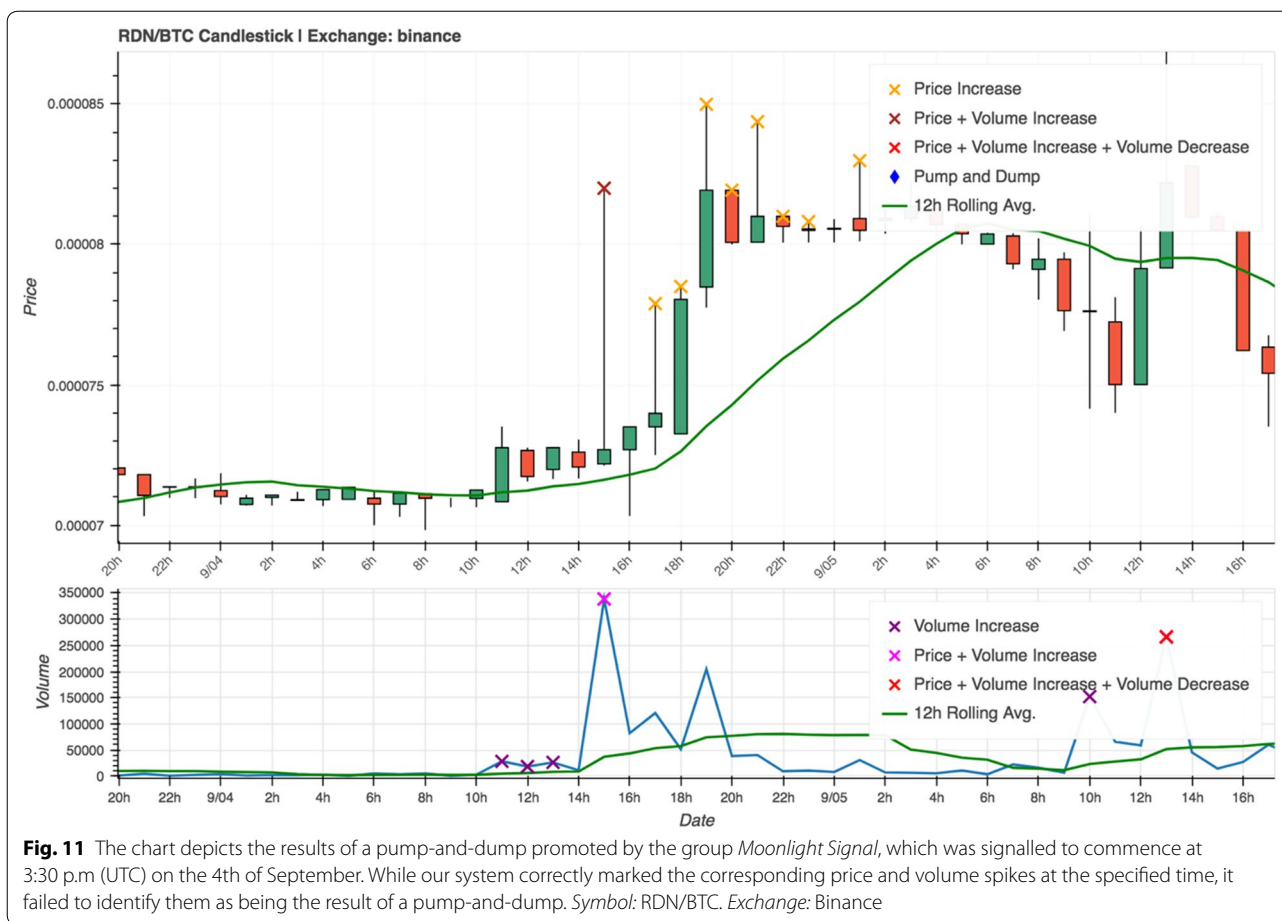 RDN/BTC Candlestick | Exchange: binance
Price Increase
Price + Volume Increase
Price + Volume Increase + Volume Decrease
Pump and Dump
12h Rolling Avg.
0.000085
0.00008
0.000075
0.00007
Price
20h 22h 9/04 2h 4h 6h 8h 10h 12h 14h 16h 18h 20h 22h 9/05 2h 4h 6h 8h 10h 12h 14h 16h
Volume Increase
Price + Volume Increase
Price + Volume Increase + Volume Decrease
12h Rolling Avg.
350000
300000
250000
200000
150000
100000
50000
0
Volume
20h 22h 9/04 2h 4h 6h 8h 10h 12h 14h 16h 18h 20h 22h 9/05 2h 4h 6h 8h 10h 12h 14h 16h
Date
Fig. 11 The chart depicts the results of a pump-and-dump promoted by the group Moonlight Signal, which was signalled to commence at
3:30 p.m (UTC) on the 4th of September. While our system correctly marked the corresponding price and volume spikes at the specified time, it
failed to identify them as being the result of a pump-and-dump. Symbol: RDN/BTC. Exchange: Binance